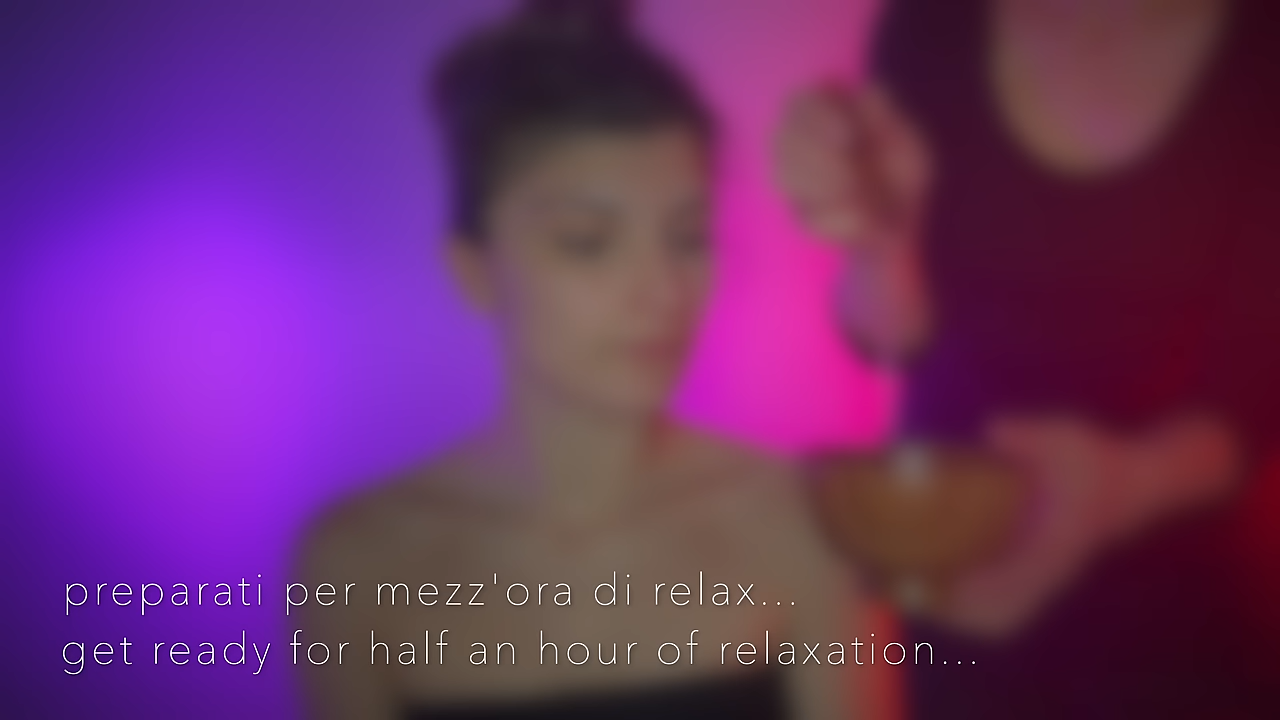 preparati per mezz'ora di relax...
get ready for half an hour of relaxation...